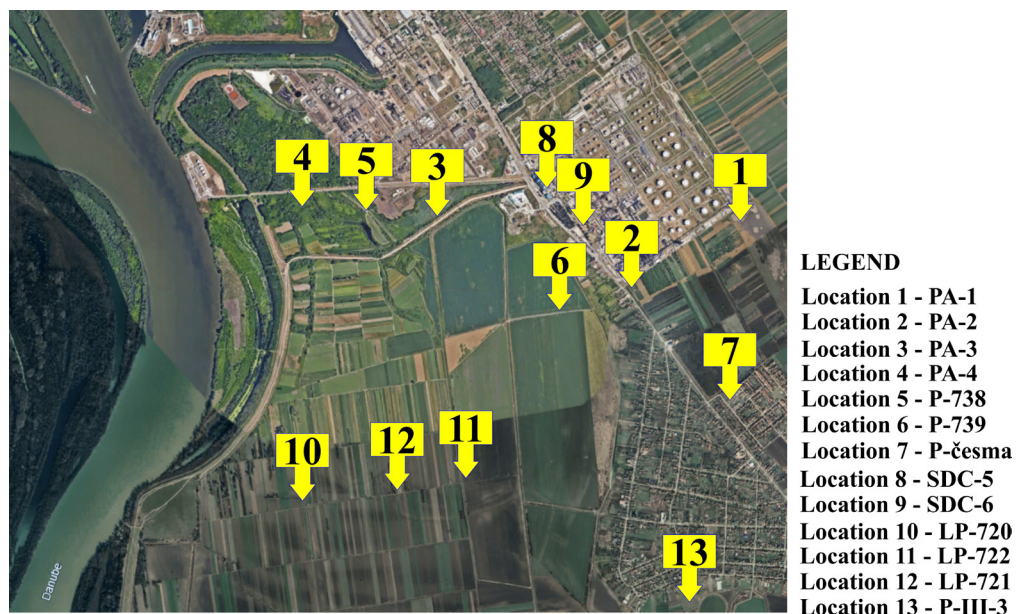 8
4
5
3
9
1
2
6
7
10
12
11
13
Danube
LEGEND
Location 1 - PA-1
Location 2 - PA-2
Location 3 - PA-3
Location 4 - PA-4
Location 5 - P-738
Location 6 - P-739
Location 7 - P-česma
Location 8 - SDC-5
Location 9 - SDC-6
Location 10 - LP-720
Location 11 - LP-722
Location 12 - LP-721
Location 13 - P-III-3